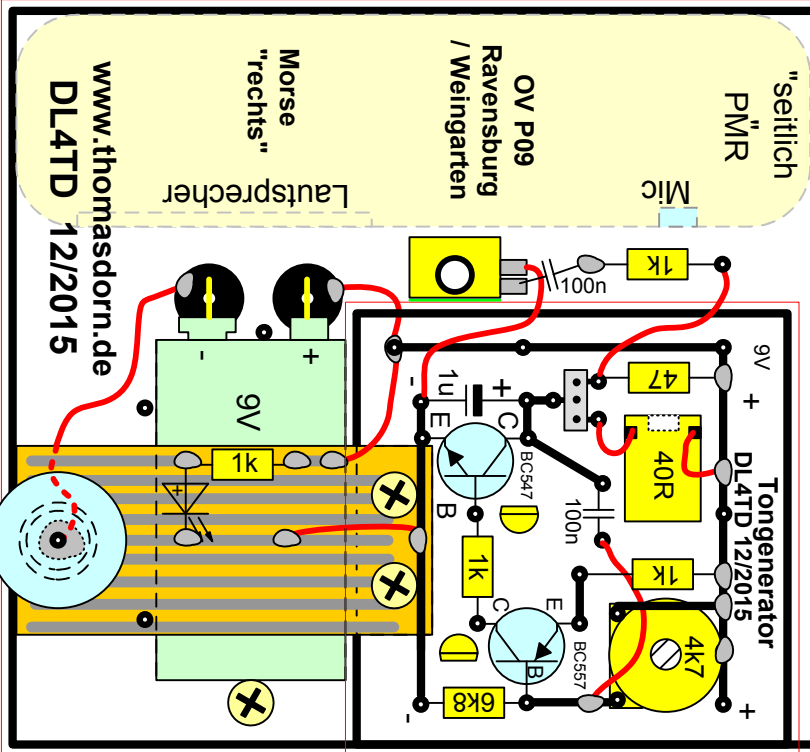 "seitlich
"
PMR
OV P09
Ravensburg
/ Weingarten
Morse
"rechts"
www.thomasdorn.de
DL4TD 12/2015
Lautsprecher
Mic
1k
100n
-
+
9V
1k
+
-
1u
+
E
C
BC547
B
9V
+
47
40R
100n
Tongenerator
DL4TD 12/2015
1k
1k
C
E
B
BC557
4k7
6k8
-
+